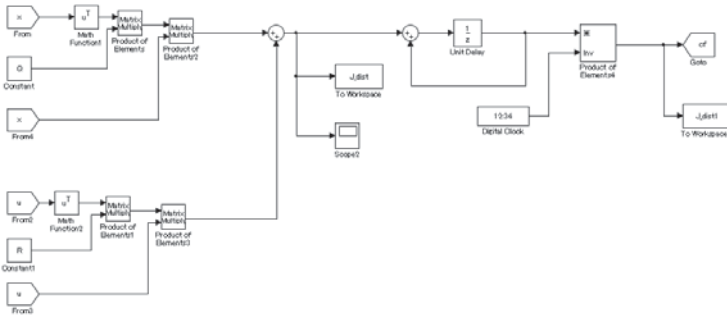 x
From
u^T
Math
Function1
Matrix
Multiply
Product of
Elements
Matrix
Multiply
Product of
Elements2
Q
Constant
x
From4
J,dist
To Workspace
Scope2
1
z
Unit Delay
12:34
Digital Clock
Inv
Product of
Elements4
cf
Goto
J,dist1
To Workspace
u
From2
u^T
Math
Function2
Matrix
Multiply
Product of
Elements1
Matrix
Multiply
Product of
Elements3
R
Constant1
u
From3